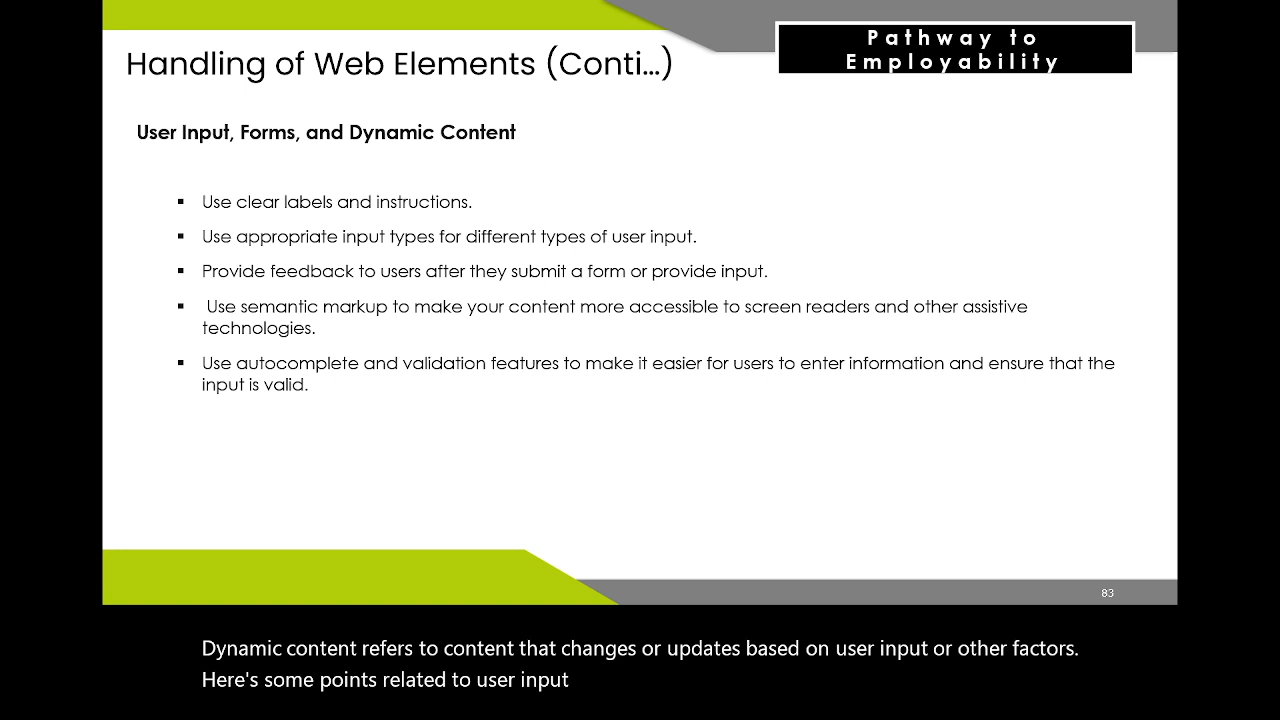 Pathway to
Employability
Handling of Web Elements (Conti...)
User Input, Forms, and Dynamic Content
▪ Use clear labels and instructions.
▪ Use appropriate input types for different types of user input.
▪ Provide feedback to users after they submit a form or provide input.
▪ Use semantic markup to make your content more accessible to screen readers and other assistive
technologies.
▪ Use autocomplete and validation features to make it easier for users to enter information and ensure that the
input is valid.
83
Dynamic content refers to content that changes or updates based on user input or other factors.
Here's some points related to user input